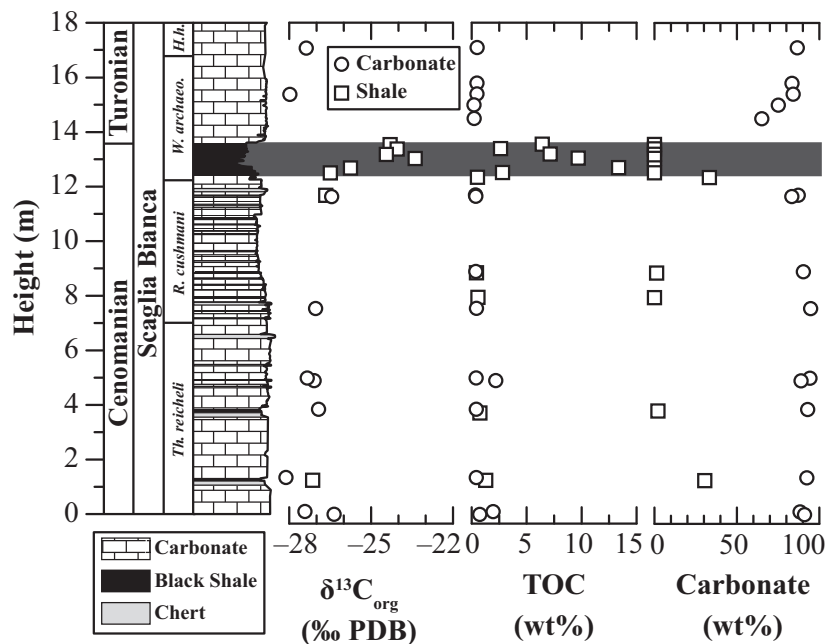 Height (m)
18
16
14
12
10
8
6
4
2
0
Turonian
Cenomanian
Scaglia Bianca
H.h.
W. archaeo.
R. cushmani
Th. reicheli
Carbonate
Shale
Carbonate
Black Shale
Chert
−28 −25 −22
δ¹³C_org
(‰ PDB)
0 5 10 15
TOC
(wt%)
0 50 100
Carbonate
(wt%)